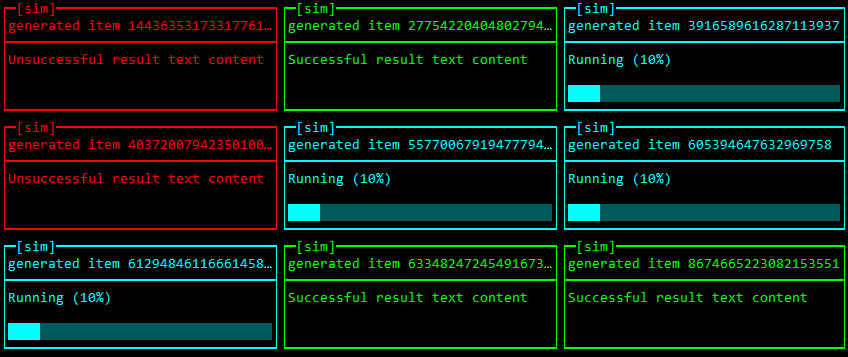 [sim]
generated item 14436353173317761…
Unsuccessful result text content
[sim]
generated item 27754220404802794…
Successful result text content
[sim]
generated item 3916589616287113937
Running (10%)
[sim]
generated item 40372007942350100…
Unsuccessful result text content
[sim]
generated item 55770067919477794…
Running (10%)
[sim]
generated item 605394647632969758
Running (10%)
[sim]
generated item 61294846116661458…
Running (10%)
[sim]
generated item 63348247245491673…
Successful result text content
[sim]
generated item 8674665223082153551
Successful result text content